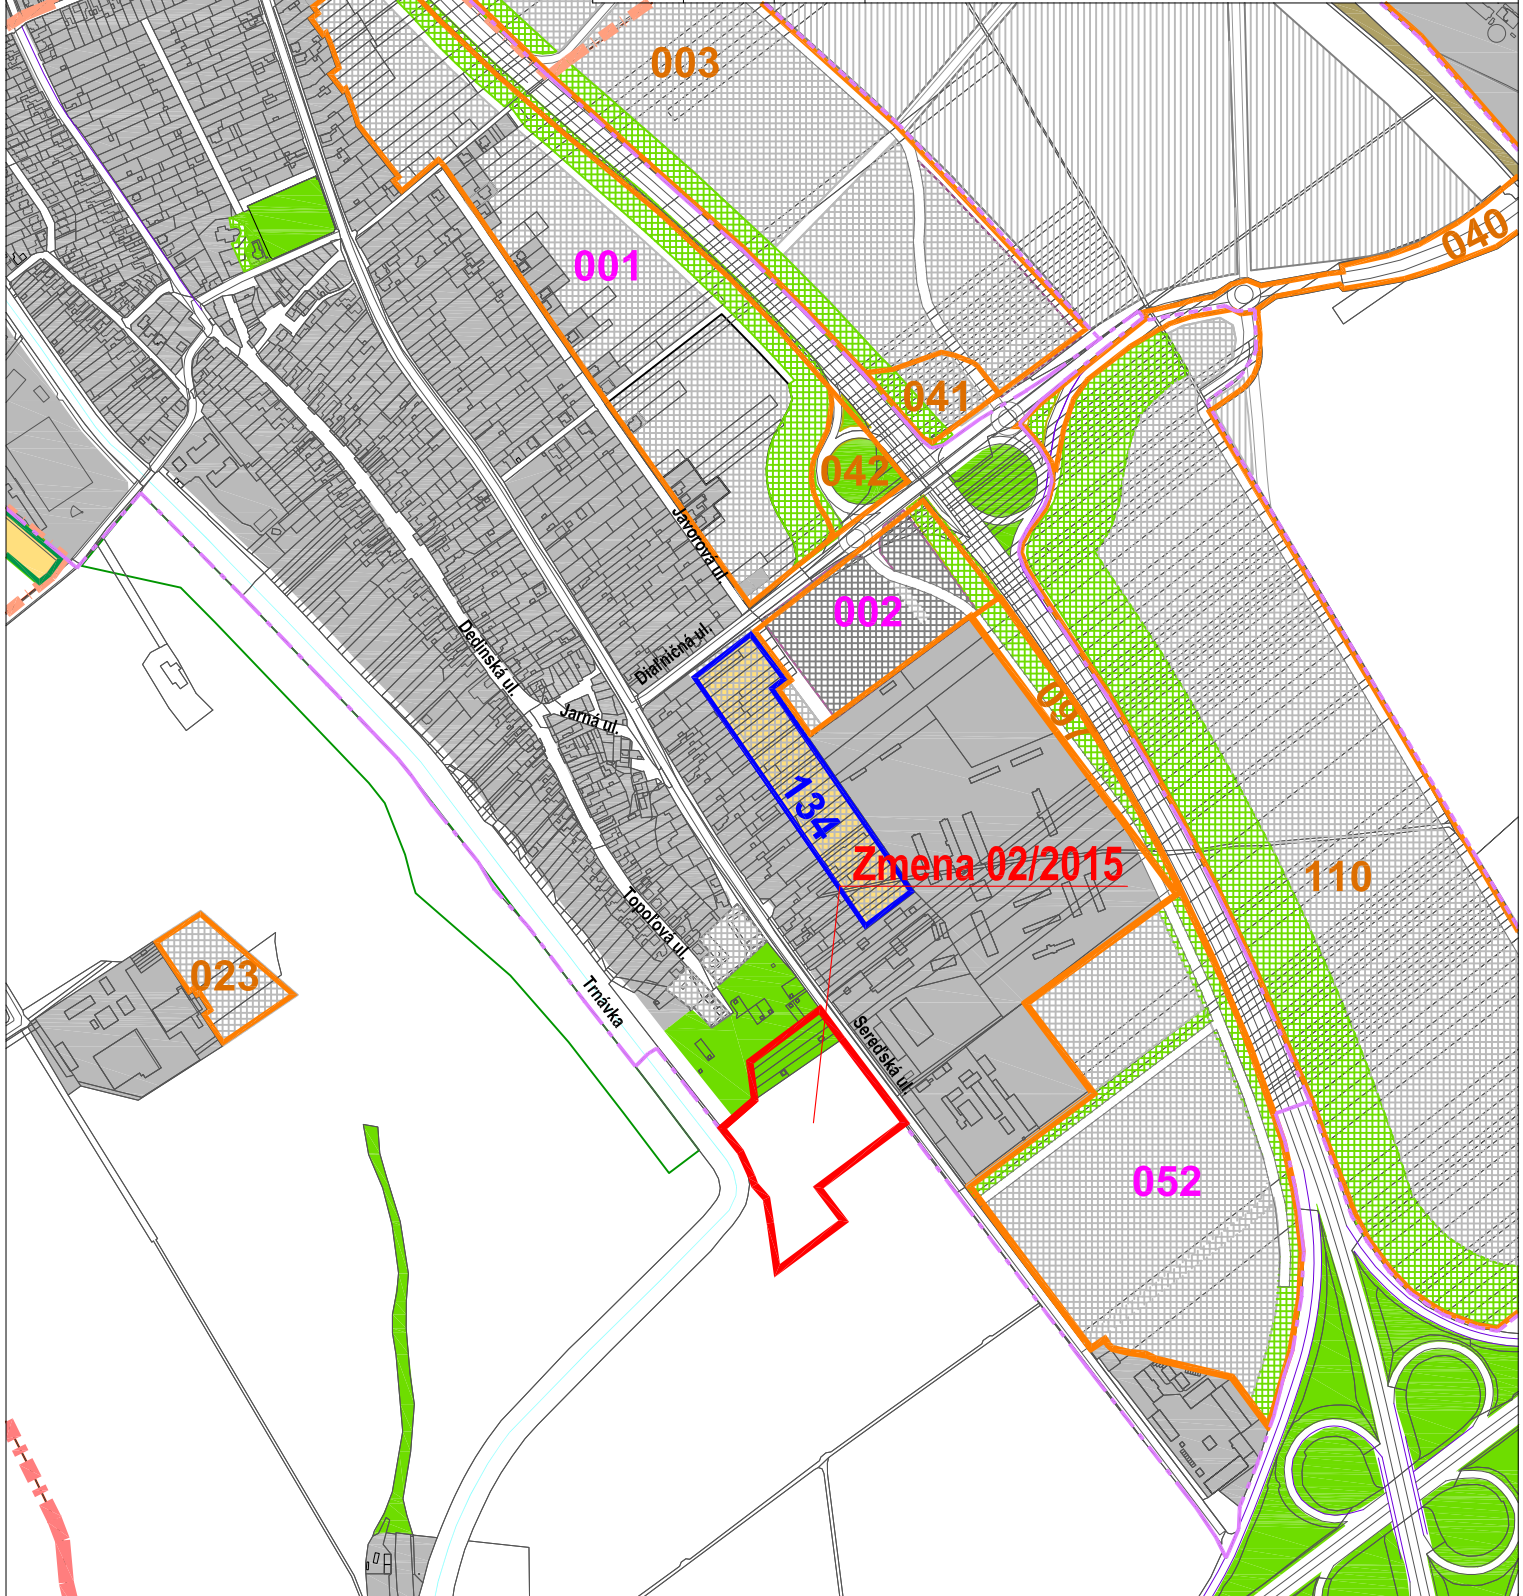 003
040
001
041
042
Javorová ul.
002
Diaľničná ul.
Dedinská ul.
097
Jarná ul.
134
Zmena 02/2015
110
Topoľová ul.
023
Trnávka
Sereďská ul.
052